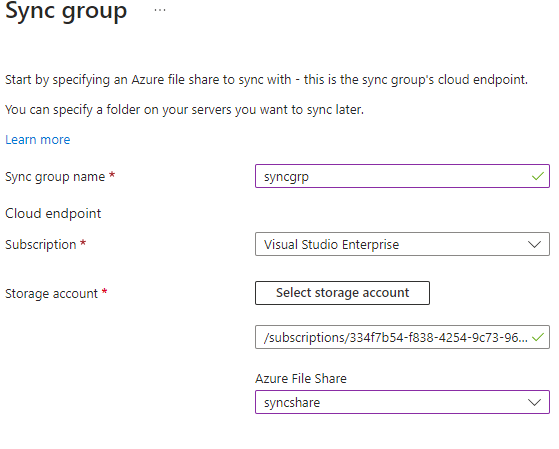 Sync group ...
Start by specifying an Azure file share to sync with - this is the sync group's cloud endpoint.
You can specify a folder on your servers you want to sync later.
Learn more
Sync group name * syncgrp
Cloud endpoint
Subscription * Visual Studio Enterprise
Storage account * Select storage account
/subscriptions/334f7b54-f838-4254-9c73-96...
Azure File Share
syncshare